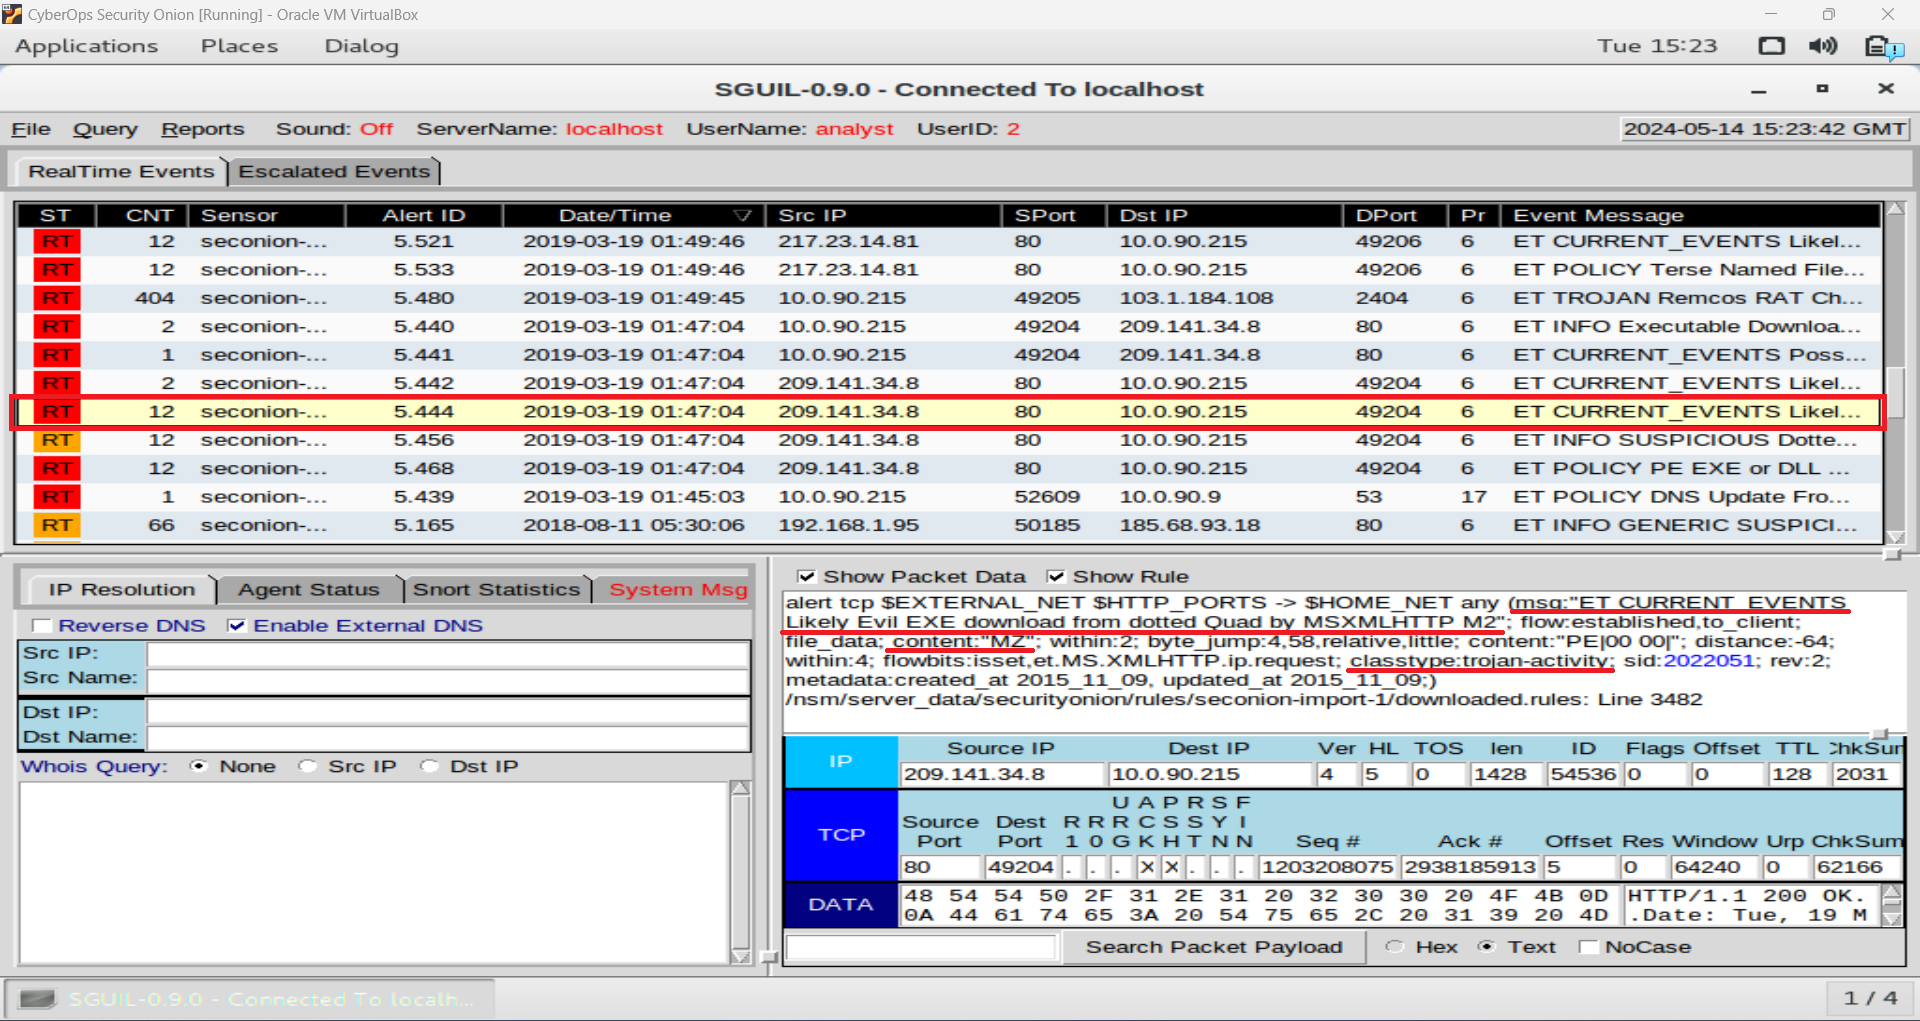 CyberOps Security Onion [Running] - Oracle VM VirtualBox
Applications Places Dialog Tue 15:23
SGUIL-0.9.0 - Connected To localhost
File Query Reports Sound: Off ServerName: localhost UserName: analyst UserID: 2 2024-05-14 15:23:42 GMT
RealTime Events Escalated Events
ST CNT Sensor Alert ID Date/Time Src IP SPort Dst IP DPort Pr Event Message
RT 12 seconion-... 5.521 2019-03-19 01:49:46 217.23.14.81 80 10.0.90.215 49206 6 ET CURRENT_EVENTS Likel...
RT 12 seconion-... 5.533 2019-03-19 01:49:46 217.23.14.81 80 10.0.90.215 49206 6 ET POLICY Terse Named File...
RT 404 seconion-... 5.480 2019-03-19 01:49:45 10.0.90.215 49205 103.1.184.108 2404 6 ET TROJAN Remcos RAT Ch...
RT 2 seconion-... 5.440 2019-03-19 01:47:04 10.0.90.215 49204 209.141.34.8 80 6 ET INFO Executable Downloa...
RT 1 seconion-... 5.441 2019-03-19 01:47:04 10.0.90.215 49204 209.141.34.8 80 6 ET CURRENT_EVENTS Poss...
RT 2 seconion-... 5.442 2019-03-19 01:47:04 209.141.34.8 80 10.0.90.215 49204 6 ET CURRENT_EVENTS Likel...
RT 12 seconion-... 5.444 2019-03-19 01:47:04 209.141.34.8 80 10.0.90.215 49204 6 ET CURRENT_EVENTS Likel...
RT 12 seconion-... 5.456 2019-03-19 01:47:04 209.141.34.8 80 10.0.90.215 49204 6 ET INFO SUSPICIOUS Dotte...
RT 12 seconion-... 5.468 2019-03-19 01:47:04 209.141.34.8 80 10.0.90.215 49204 6 ET POLICY PE EXE or DLL ...
RT 1 seconion-... 5.439 2019-03-19 01:45:03 10.0.90.215 52609 10.0.90.9 53 17 ET POLICY DNS Update Fro...
RT 66 seconion-... 5.165 2018-08-11 05:30:06 192.168.1.95 50185 185.68.93.18 80 6 ET INFO GENERIC SUSPICI...
IP Resolution Agent Status Snort Statistics System Msg
Reverse DNS Enable External DNS
Src IP:
Src Name:
Dst IP:
Dst Name:
Whois Query: None Src IP Dst IP
Show Packet Data Show Rule
alert tcp $EXTERNAL_NET $HTTP_PORTS -> $HOME_NET any (msg:"ET CURRENT_EVENTS
Likely Evil EXE download from dotted Quad by MSXMLHTTP M2"; flow:established,to_client;
file_data; content:"MZ"; within:2; byte_jump:4,58,relative,little; content:"PE|00 00|"; distance:-64;
within:4; flowbits:isset,et.MS.XMLHTTP.ip.request; classtype:trojan-activity; sid:2022051; rev:2;
metadata:created_at 2015_11_09, updated_at 2015_11_09;)
/nsm/server_data/securityonion/rules/seconion-import-1/downloaded.rules: Line 3482
IP Source IP Dest IP Ver HL TOS len ID Flags Offset TTL ChkSum
209.141.34.8 10.0.90.215 4 5 0 1428 54536 0 0 128 2031
U A P R S F
Source Dest R R R C S S Y I
TCP Port Port 1 0 G K H T N N Seq # Ack # Offset Res Window Urp ChkSum
80 49204 . . . X X . . . 1203208075 2938185913 5 0 64240 0 62166
DATA 48 54 54 50 2F 31 2E 31 20 32 30 30 20 4F 4B 0D HTTP/1.1 200 OK.
0A 44 61 74 65 3A 20 54 75 65 2C 20 31 39 20 4D .Date: Tue, 19 M
Search Packet Payload Hex Text NoCase
SGUIL-0.9.0 - Connected To localh... 1 / 4